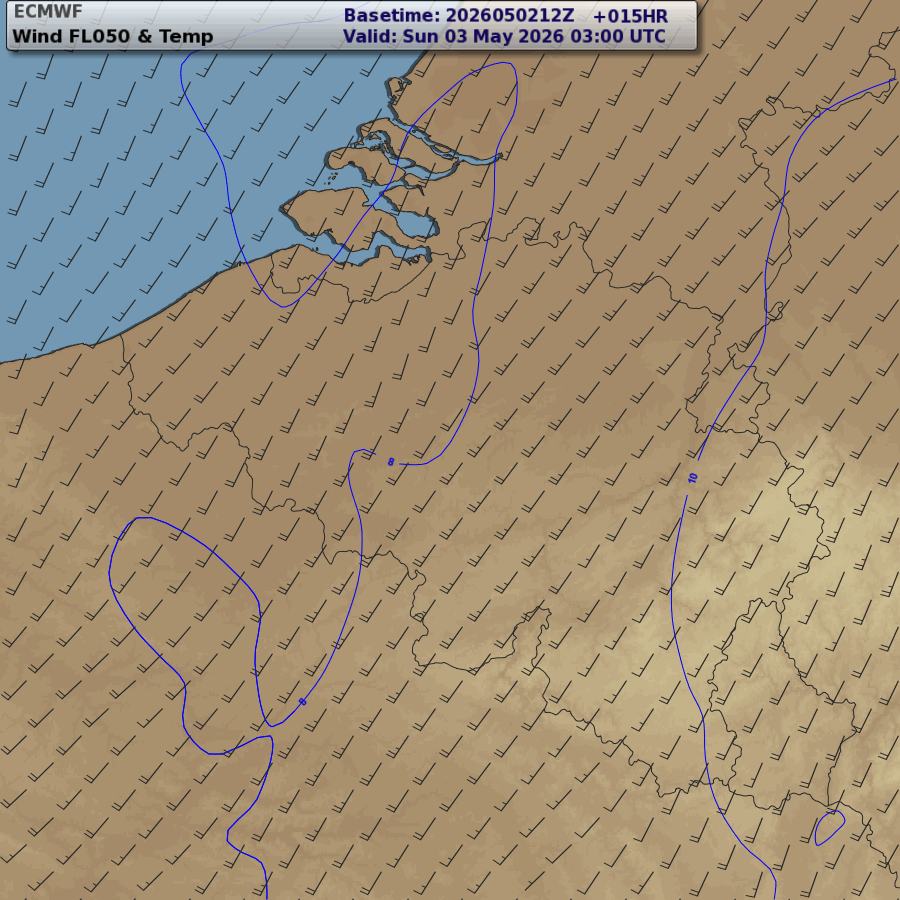 ECMWF
Basetime: 2026050212Z +015HR
Wind FL050 & Temp
Valid: Sun 03 May 2026 03:00 UTC
8
10
8